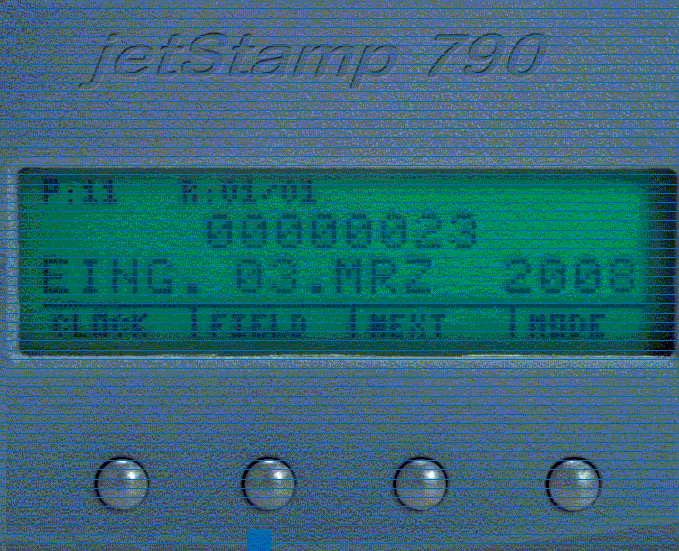 jetStamp 790
P:11 R:01/01
00000023
EING. 03.MRZ 2008
CLOCK | FIELD | NEXT | MODE